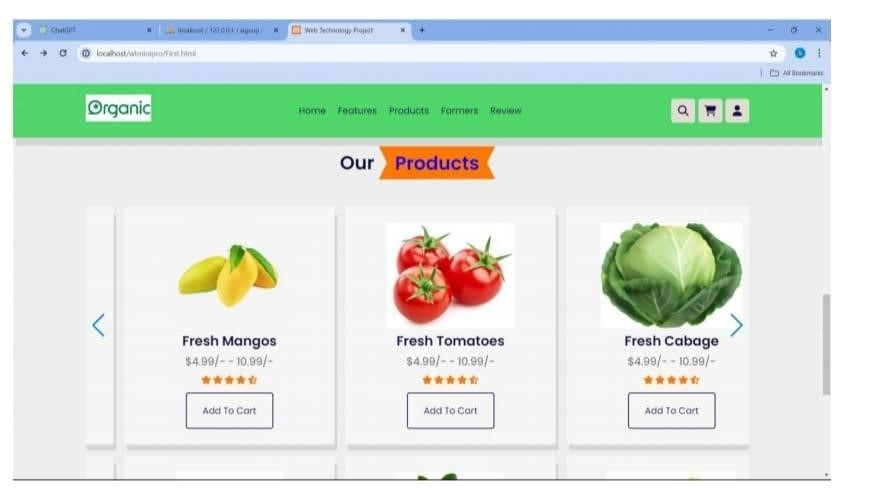 ChatGPT
localhost / 127.0.0.1 / signup /
Web Technology Project
localhost/wtminipro/First.html
All Bookmarks
Organic
Home Features Products Farmers Review
Our Products
Fresh Mangos
$4.99/- - 10.99/-
Add To Cart
Fresh Tomatoes
$4.99/- - 10.99/-
Add To Cart
Fresh Cabage
$4.99/- - 10.99/-
Add To Cart